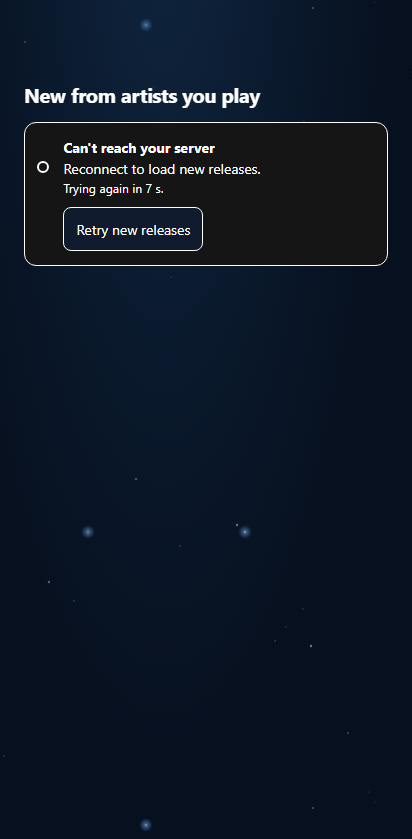 New from artists you play
Can't reach your server
Reconnect to load new releases.
Trying again in 7 s.
Retry new releases